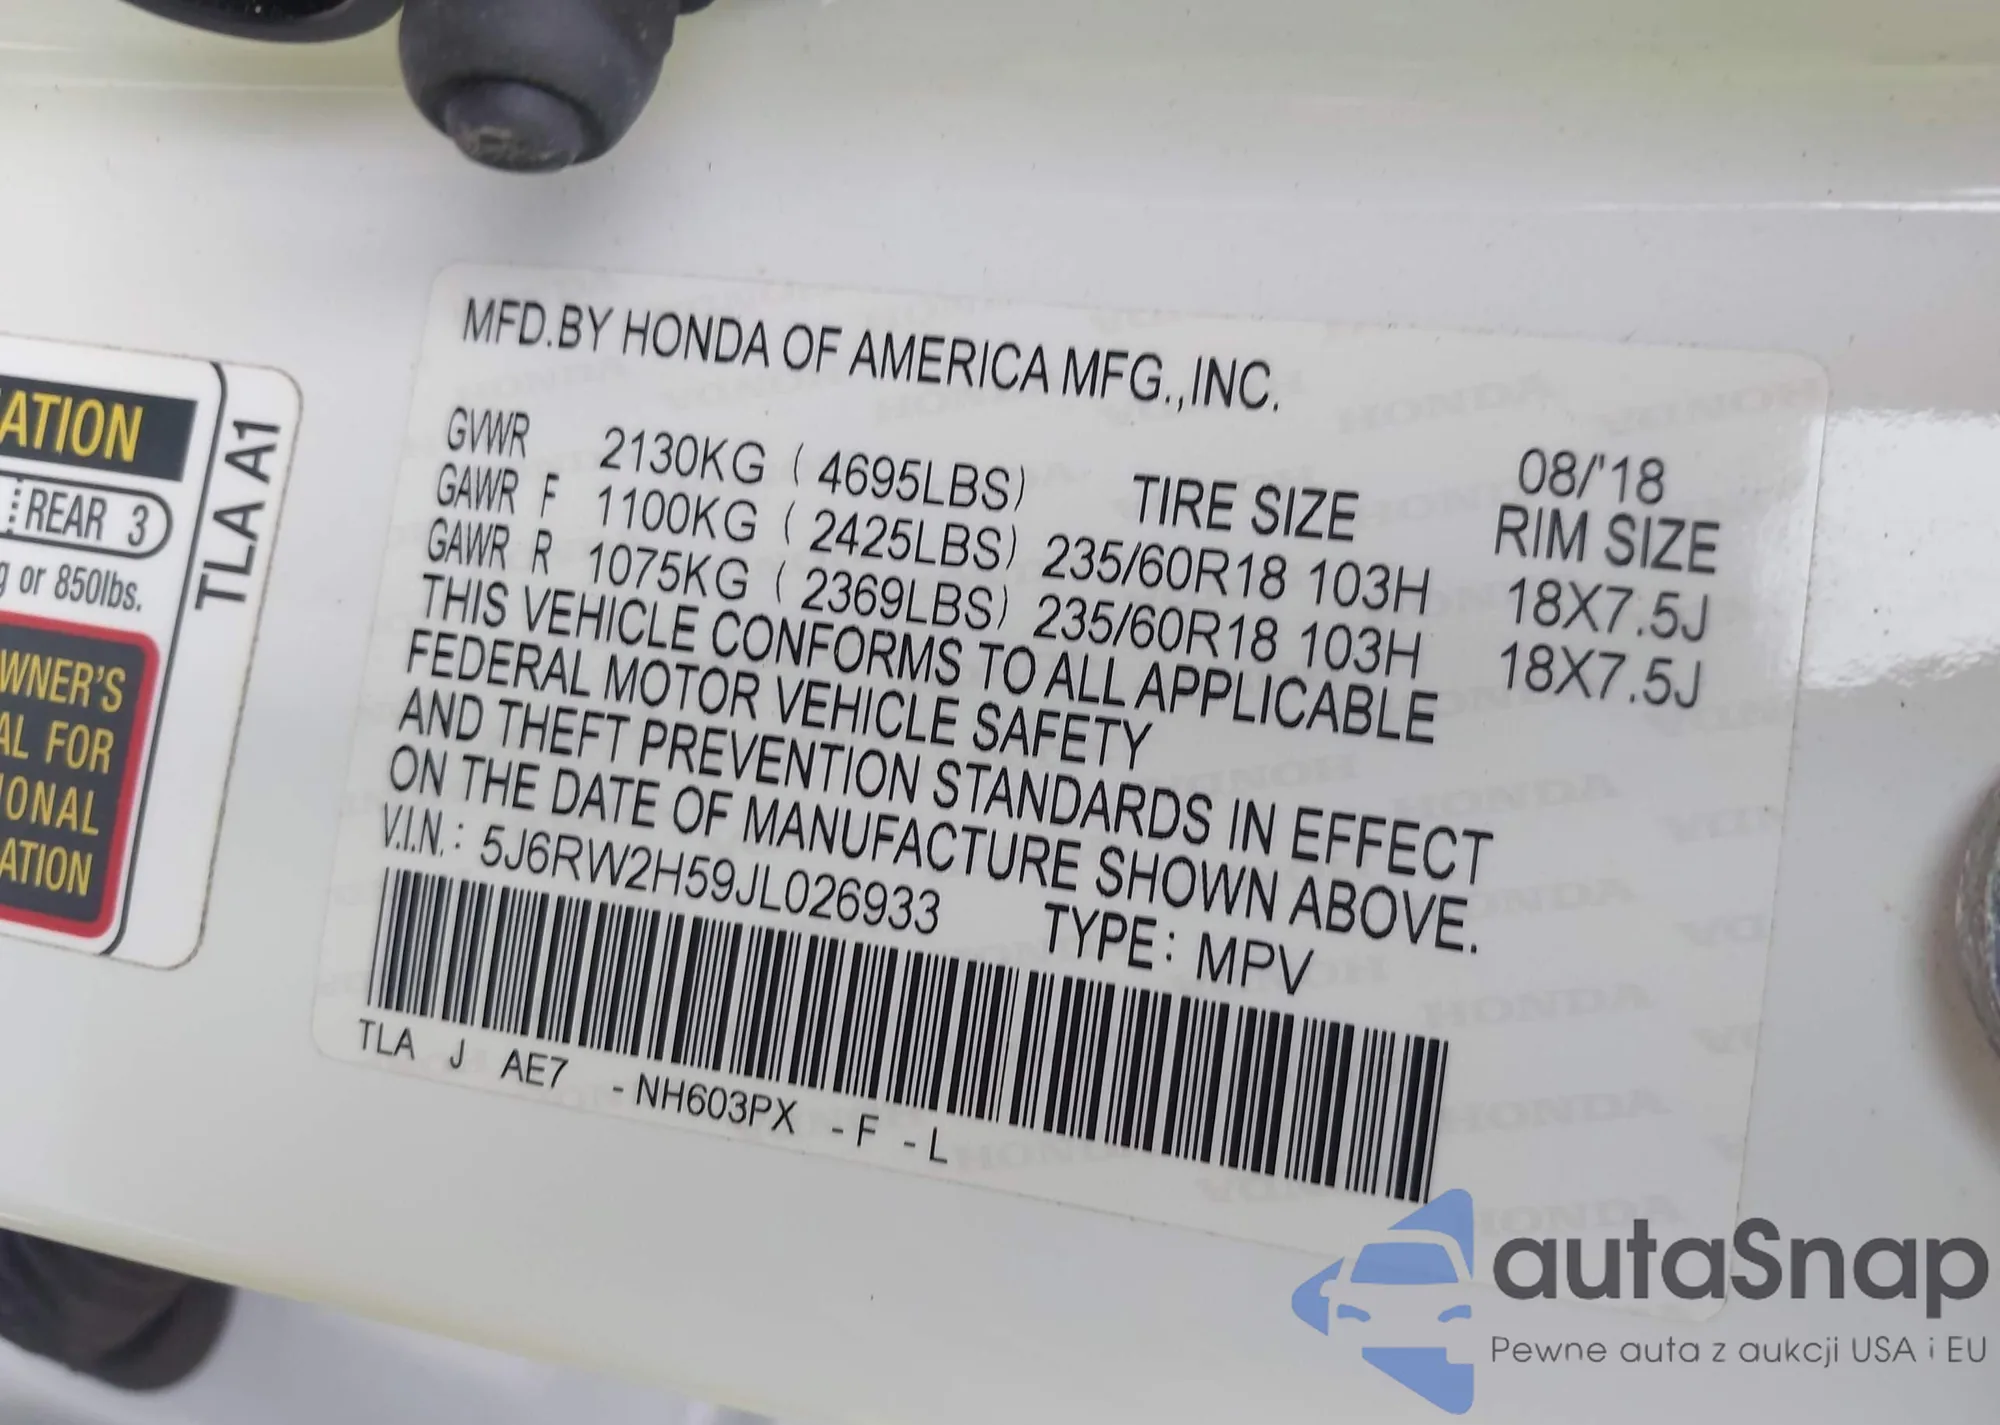 MFD.BY HONDA OF AMERICA MFG.,INC.
08/'18
GVWR 2130KG ( 4695LBS) TIRE SIZE RIM SIZE
GAWR F 1100KG ( 2425LBS) 235/60R18 103H 18X7.5J
GAWR R 1075KG ( 2369LBS) 235/60R18 103H 18X7.5J
THIS VEHICLE CONFORMS TO ALL APPLICABLE
FEDERAL MOTOR VEHICLE SAFETY
AND THEFT PREVENTION STANDARDS IN EFFECT
ON THE DATE OF MANUFACTURE SHOWN ABOVE.
V.I.N.: 5J6RW2H59JL026933 TYPE: MPV
TLA J AE7 -NH603PX -F -L
ATION
REAR 3
g or 850lbs.
WNER'S
AL FOR
IONAL
ATION
TLA A1
autaSnap
Pewne auta z aukcji USA i EU